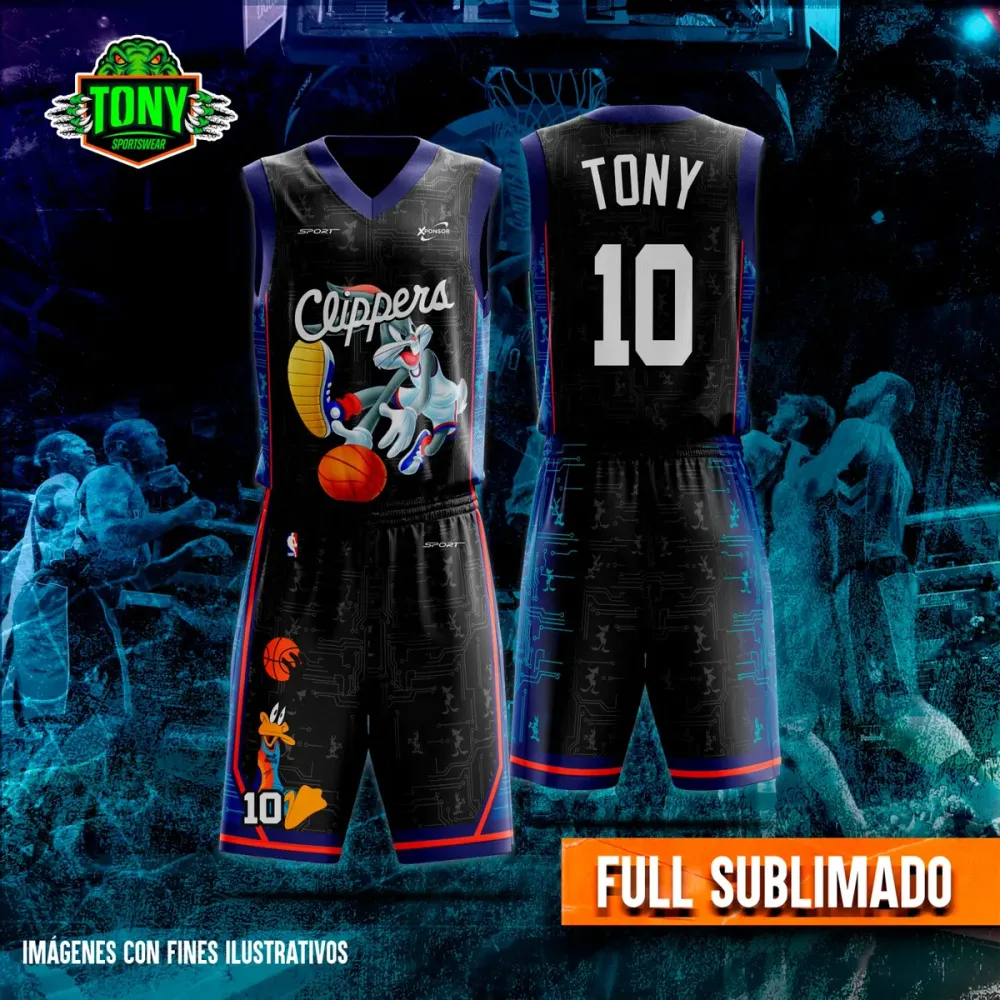 TONY
SPORTSWEAR
SPORT
XPONSOR
Clippers
TONY
10
SPORT
10
FULL SUBLIMADO
IMÁGENES CON FINES ILUSTRATIVOS